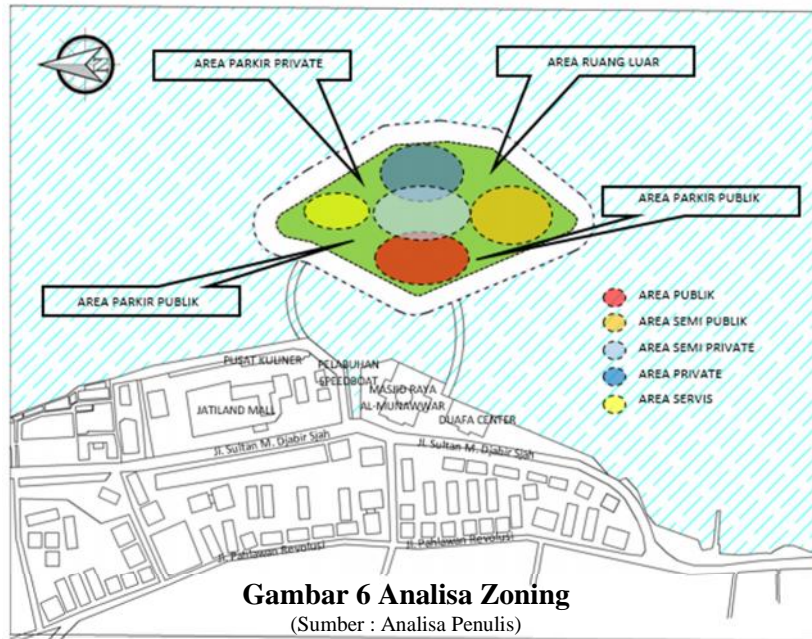 AREA PARKIR PRIVATE
AREA RUANG LUAR
AREA PARKIR PUBLIK
AREA PARKIR PUBLIK
AREA PUBLIK
AREA SEMI PUBLIK
AREA SEMI PRIVATE
AREA PRIVATE
AREA SERVIS
PUSAT KULINER
PELABUHAN
SPEEDBOAT
MASJID RAYA
AL-MUNAWWAR
JATILAND MALL
DUAFA CENTER
Jl. Sultan M. Djabir Sjah
Jl. Sultan M. Djabir Sjah
Jl. Pahlawan Revolusi
Jl. Pahlawan Revolusi
Gambar 6 Analisa Zoning
(Sumber : Analisa Penulis)